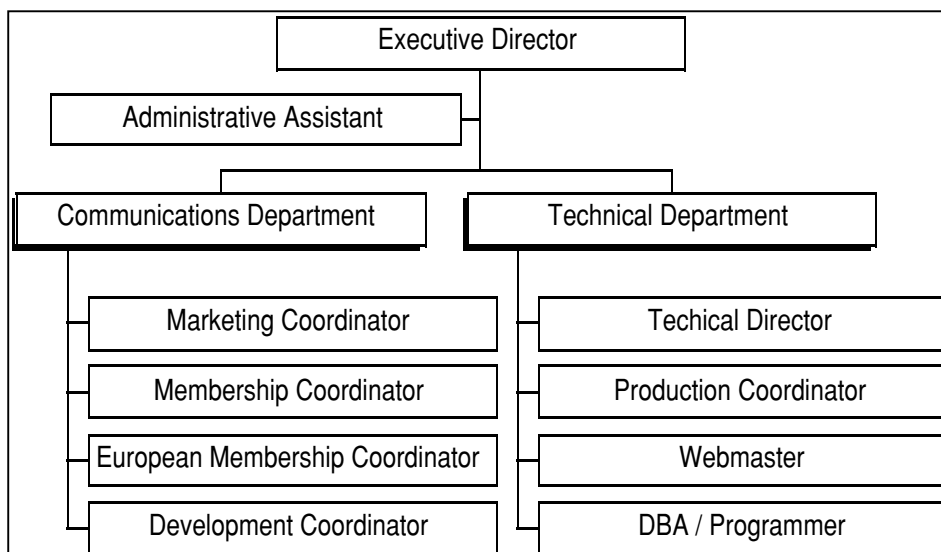 Executive Director
Administrative Assistant
Communications Department
Technical Department
Marketing Coordinator
Membership Coordinator
European Membership Coordinator
Development Coordinator
Techical Director
Production Coordinator
Webmaster
DBA / Programmer